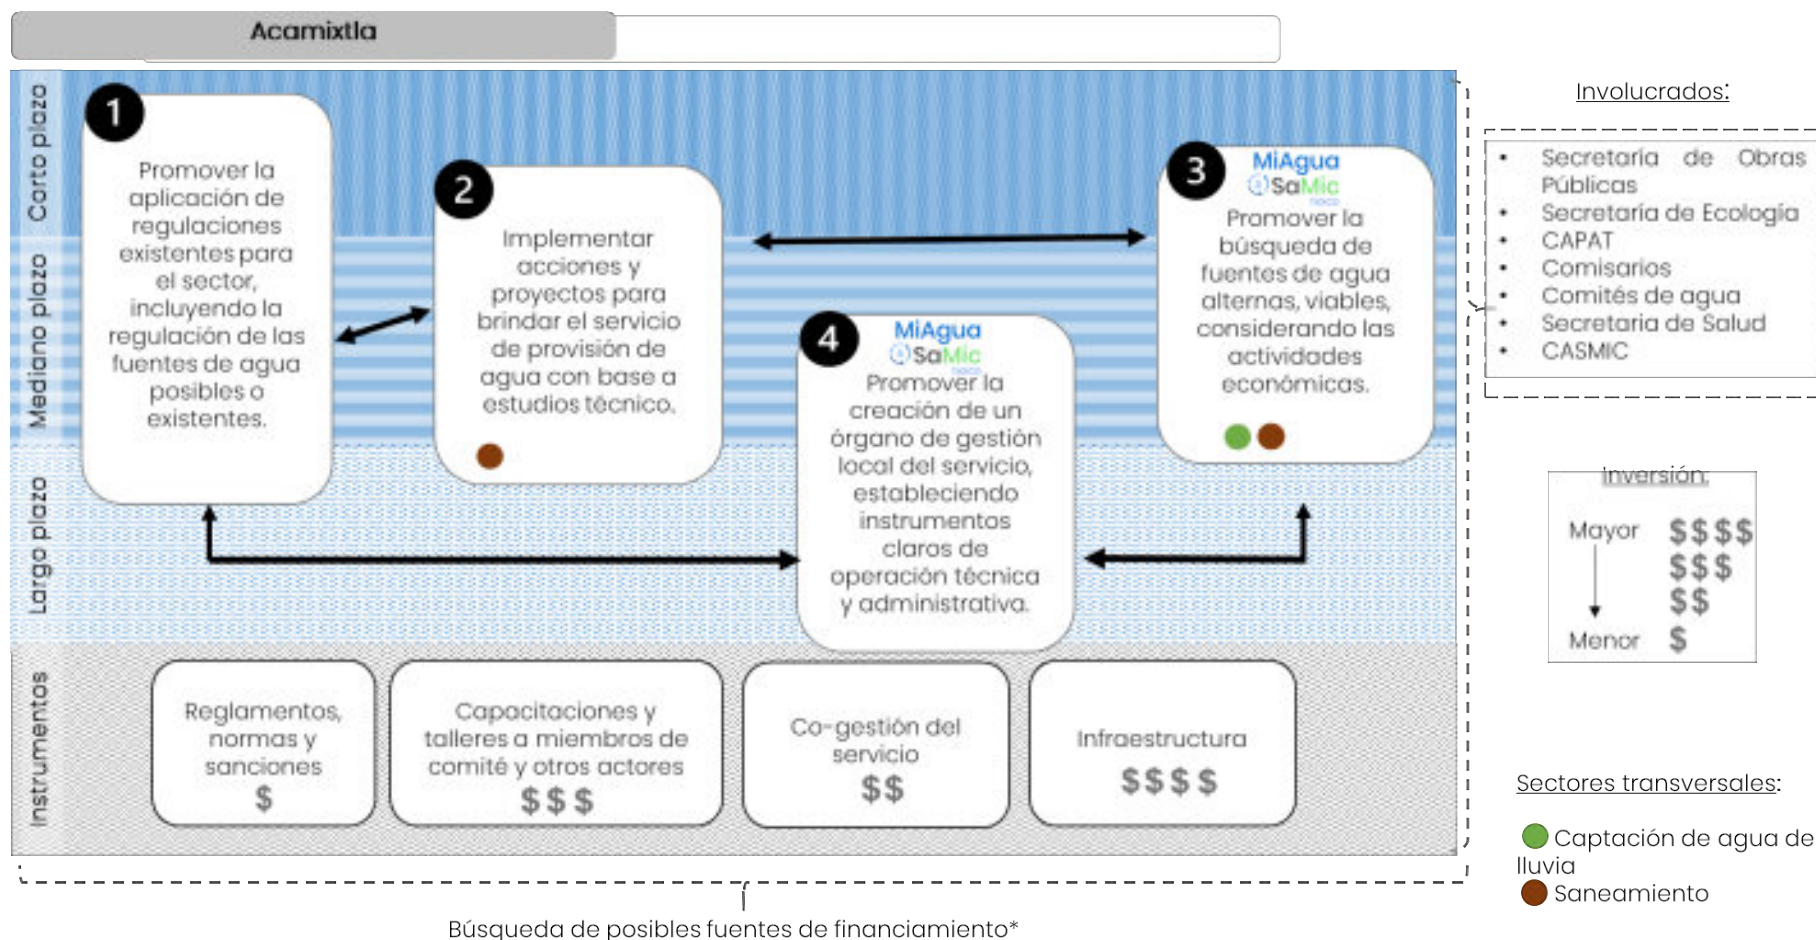 Acamixtla
Corto plazo
Mediano plazo
Largo plazo
Instrumentos
1
Promover la
aplicación de
regulaciones
existentes para
el sector,
incluyendo la
regulación de las
fuentes de agua
posibles o
existentes.
2
Implementar
acciones y
proyectos para
brindar el servicio
de provisión de
agua con base a
estudios técnico.
3
MiAgua
SaMic
Promover la
búsqueda de
fuentes de agua
alternas, viables,
considerando las
actividades
económicas.
4
MiAgua
SaMic
Promover la
creación de un
órgano de gestión
local del servicio,
estableciendo
instrumentos
claros de
operación técnica
y administrativa.
Reglamentos,
normas y
sanciones
$
Capacitaciones y
talleres a miembros de
comité y otros actores
$$$
Co-gestión del
servicio
$$
Infraestructura
$$$$
Búsqueda de posibles fuentes de financiamiento*
Involucrados:
• Secretaría de Obras
Públicas
• Secretaría de Ecología
• CAPAT
• Comisarios
• Comités de agua
• Secretaria de Salud
• CASMIC
Inversión:
Mayor $$$$
$$$
$$
Menor $
Sectores transversales:
Captación de agua de
lluvia
Saneamiento